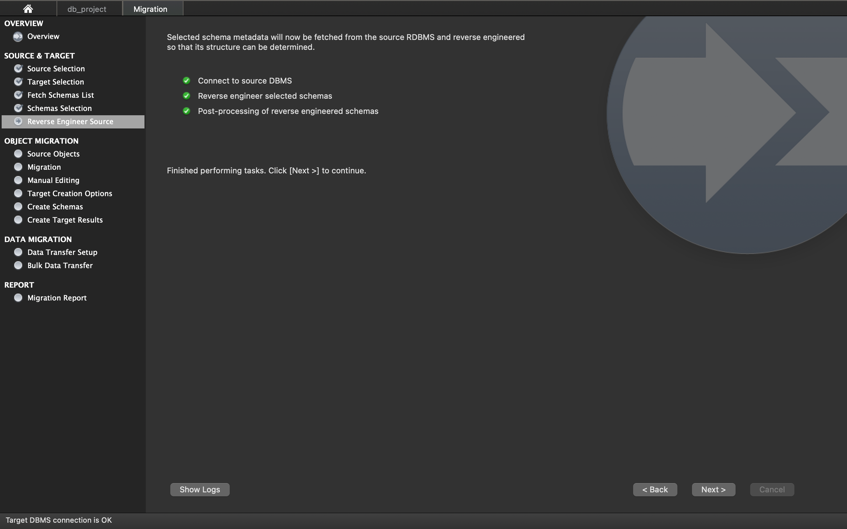 db_project
Migration
OVERVIEW
Overview
SOURCE & TARGET
Source Selection
Target Selection
Fetch Schemas List
Schemas Selection
Reverse Engineer Source
OBJECT MIGRATION
Source Objects
Migration
Manual Editing
Target Creation Options
Create Schemas
Create Target Results
DATA MIGRATION
Data Transfer Setup
Bulk Data Transfer
REPORT
Migration Report
Selected schema metadata will now be fetched from the source RDBMS and reverse engineered
so that its structure can be determined.
Connect to source DBMS
Reverse engineer selected schemas
Post-processing of reverse engineered schemas
Finished performing tasks. Click [Next >] to continue.
Show Logs
< Back
Next >
Cancel
Target DBMS connection is OK